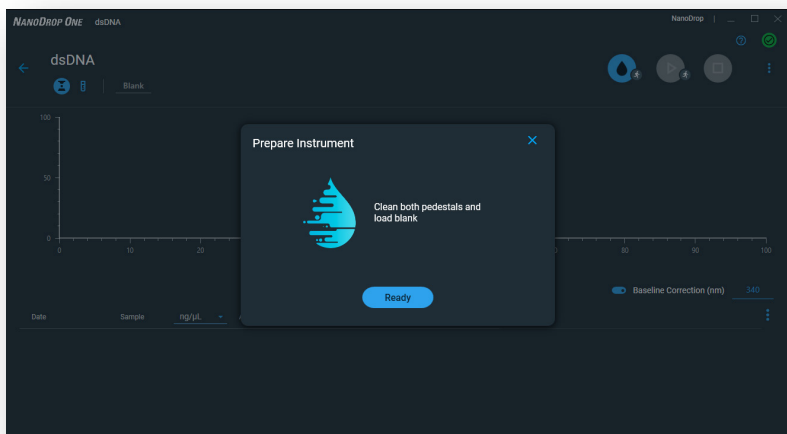 NANODROP ONE dsDNA NanoDrop
dsDNA
Blank
100
Prepare Instrument
50
Clean both pedestals and
load blank
0
0 10 20 80 90 100
Ready
Baseline Correction (nm) 340
Date Sample ng/µL